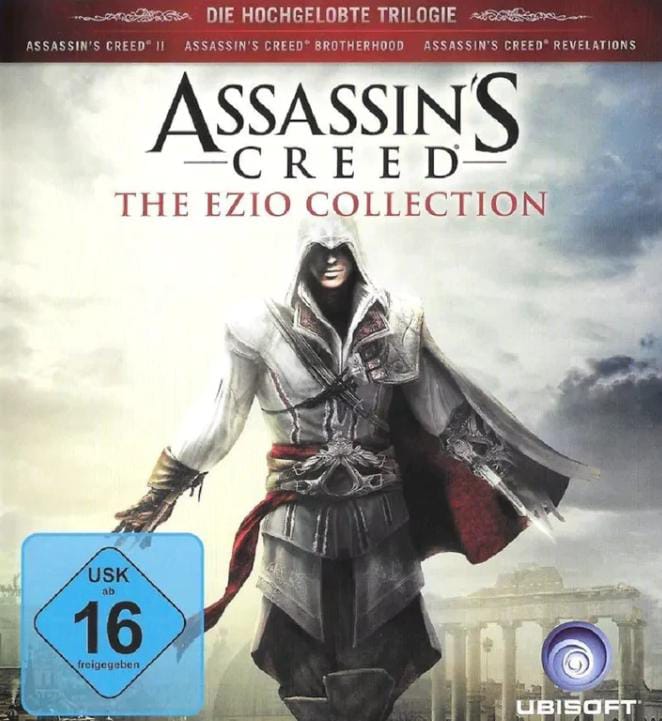 DIE HOCHGELOBTE TRILOGIE
ASSASSIN'S CREED® II ASSASSIN'S CREED® BROTHERHOOD ASSASSIN'S CREED® REVELATIONS
ASSASSIN'S
CREED®
THE EZIO COLLECTION
USK
ab
16
freigegeben
UBISOFT®